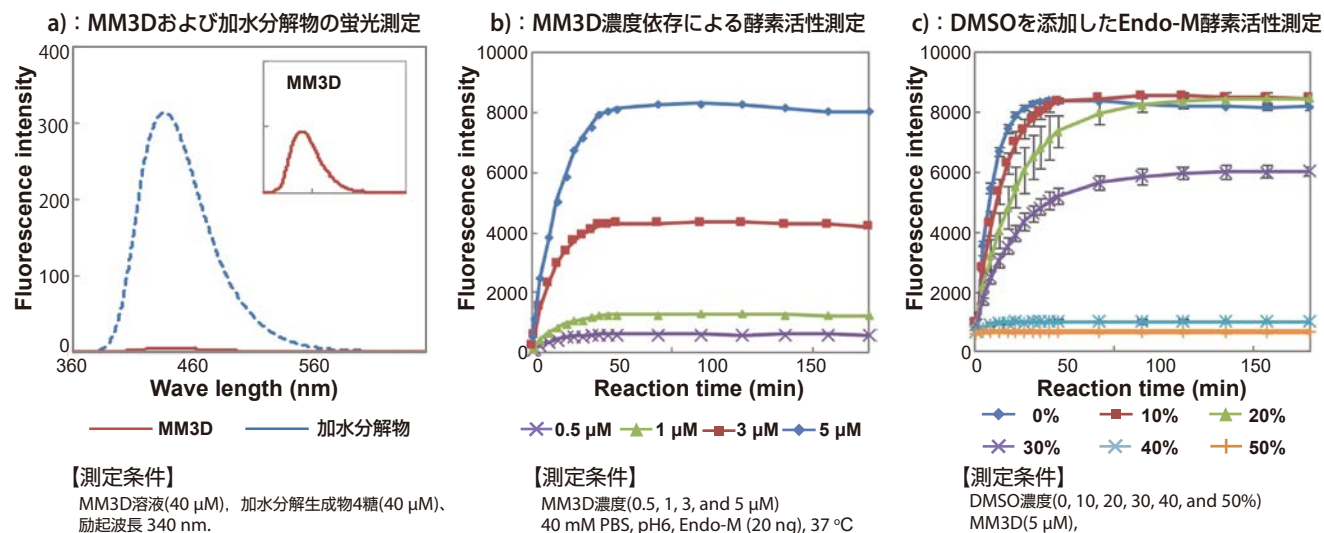 a)：MM3Dおよび加水分解物の蛍光測定
400
300
200
100
0
Fluorescence intensity
MM3D
360
460
560
Wave length (nm)
MM3D
加水分解物
【測定条件】
MM3D溶液(40 µM), 加水分解生成物4糖(40 µM)、
励起波長 340 nm.
b)：MM3D濃度依存による酵素活性測定
10000
8000
6000
4000
2000
0
Fluorescence intensity
0
50
100
150
Reaction time (min)
0.5 µM
1 µM
3 µM
5 µM
【測定条件】
MM3D濃度(0.5, 1, 3, and 5 µM)
40 mM PBS, pH6, Endo-M (20 ng), 37 °C
c)：DMSOを添加したEndo-M酵素活性測定
10000
8000
6000
4000
2000
0
Fluorescence intensity
0
50
100
150
Reaction time (min)
0%
10%
20%
30%
40%
50%
【測定条件】
DMSO濃度(0, 10, 20, 30, 40, and 50%)
MM3D(5 µM),